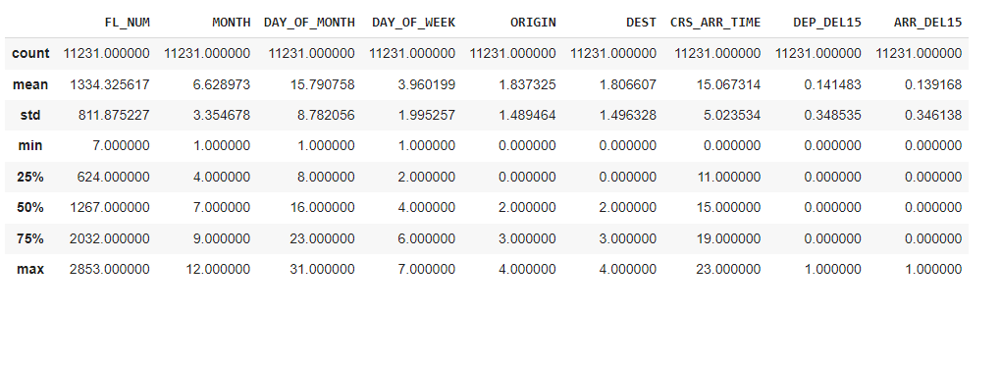 FL_NUM MONTH DAY_OF_MONTH DAY_OF_WEEK ORIGIN DEST CRS_ARR_TIME DEP_DEL15 ARR_DEL15
count 11231.000000 11231.000000 11231.000000 11231.000000 11231.000000 11231.000000 11231.000000 11231.000000 11231.000000
mean 1334.325617 6.628973 15.790758 3.960199 1.837325 1.806607 15.067314 0.141483 0.139168
std 811.875227 3.354678 8.782056 1.995257 1.489464 1.496328 5.023534 0.348535 0.346138
min 7.000000 1.000000 1.000000 1.000000 0.000000 0.000000 0.000000 0.000000 0.000000
25% 624.000000 4.000000 8.000000 2.000000 0.000000 0.000000 11.000000 0.000000 0.000000
50% 1267.000000 7.000000 16.000000 4.000000 2.000000 2.000000 15.000000 0.000000 0.000000
75% 2032.000000 9.000000 23.000000 6.000000 3.000000 3.000000 19.000000 0.000000 0.000000
max 2853.000000 12.000000 31.000000 7.000000 4.000000 4.000000 23.000000 1.000000 1.000000